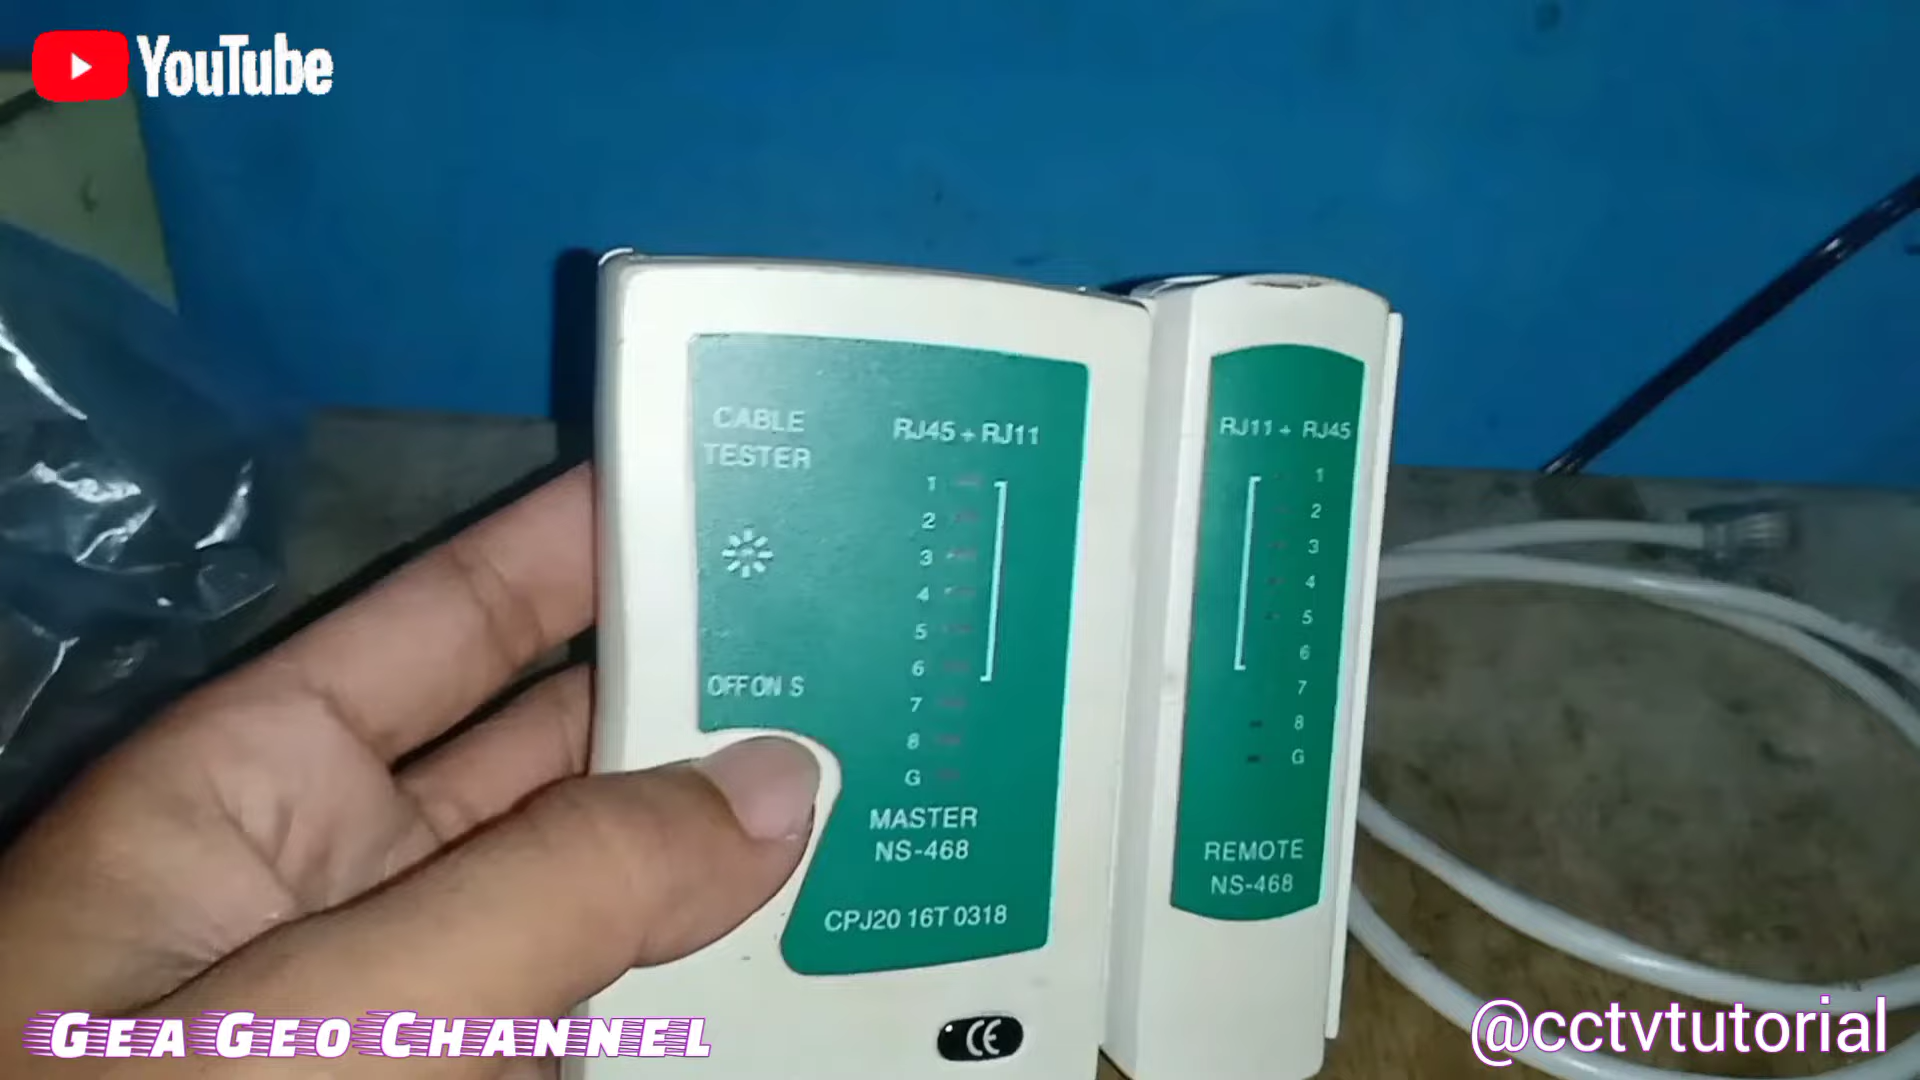 YouTube
CABLE
TESTER
OFF ON S
RJ45 + RJ11
1
2
3
4
5
6
7
8
G
MASTER
NS-468
CPJ20 16T 0318
CE
RJ11 + RJ45
1
2
3
4
5
6
7
8
G
REMOTE
NS-468
GEA GEO CHANNEL
@cctvtutorial